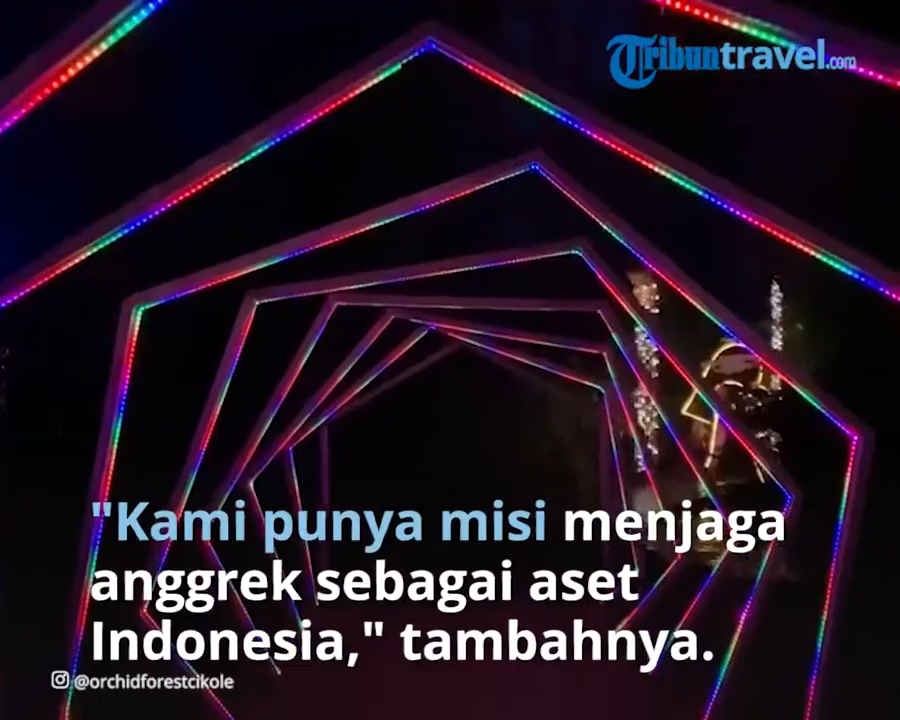 Tribuntravel.com
"Kami punya misi menjaga
anggrek sebagai aset
Indonesia," tambahnya.
@orchidforestcikole